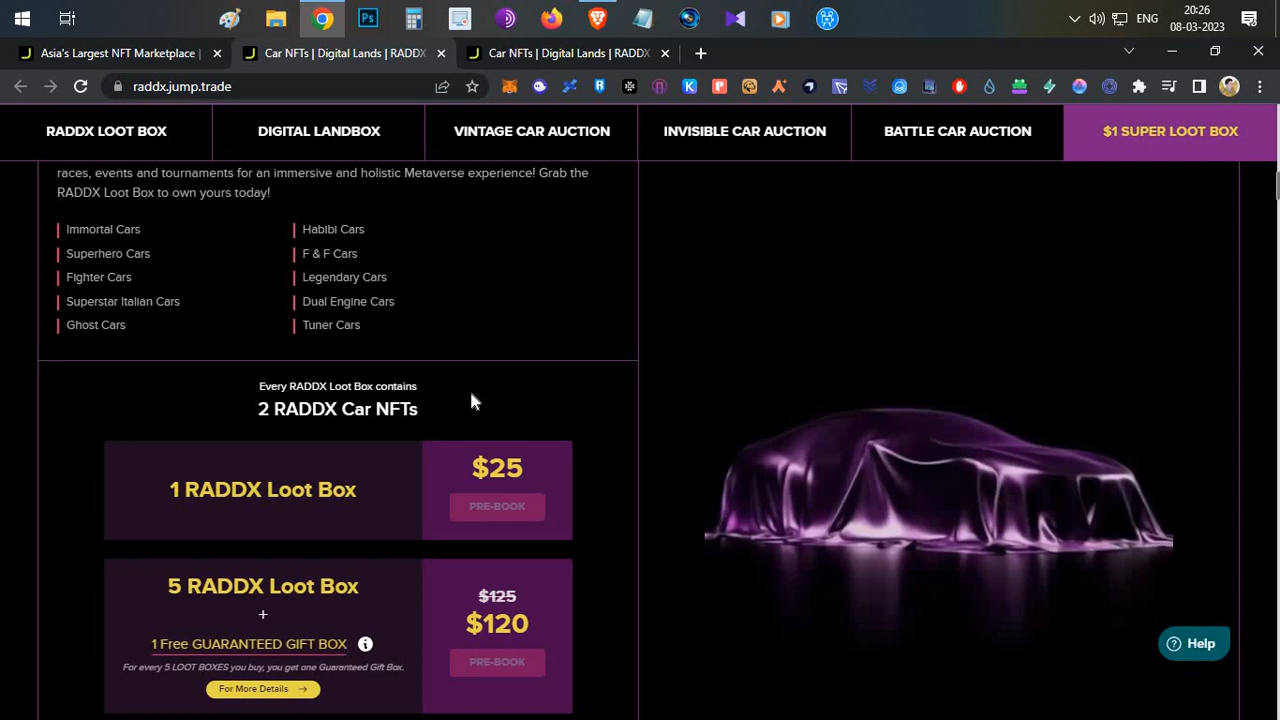 20:26
ENG
08-03-2023
Asia's Largest NFT Marketplace |
Car NFTs | Digital Lands | RADDX
Car NFTs | Digital Lands | RADDX
raddx.jump.trade
RADDX LOOT BOX
DIGITAL LANDBOX
VINTAGE CAR AUCTION
INVISIBLE CAR AUCTION
BATTLE CAR AUCTION
$1 SUPER LOOT BOX
races, events and tournaments for an immersive and holistic Metaverse experience! Grab the
RADDX Loot Box to own yours today!
Immortal Cars
Habibi Cars
Superhero Cars
F & F Cars
Fighter Cars
Legendary Cars
Superstar Italian Cars
Dual Engine Cars
Ghost Cars
Tuner Cars
Every RADDX Loot Box contains
2 RADDX Car NFTs
1 RADDX Loot Box
$25
PRE-BOOK
5 RADDX Loot Box
+
1 Free GUARANTEED GIFT BOX
For every 5 LOOT BOXES you buy, you get one Guaranteed Gift Box.
For More Details →
$125
$120
PRE-BOOK
Help